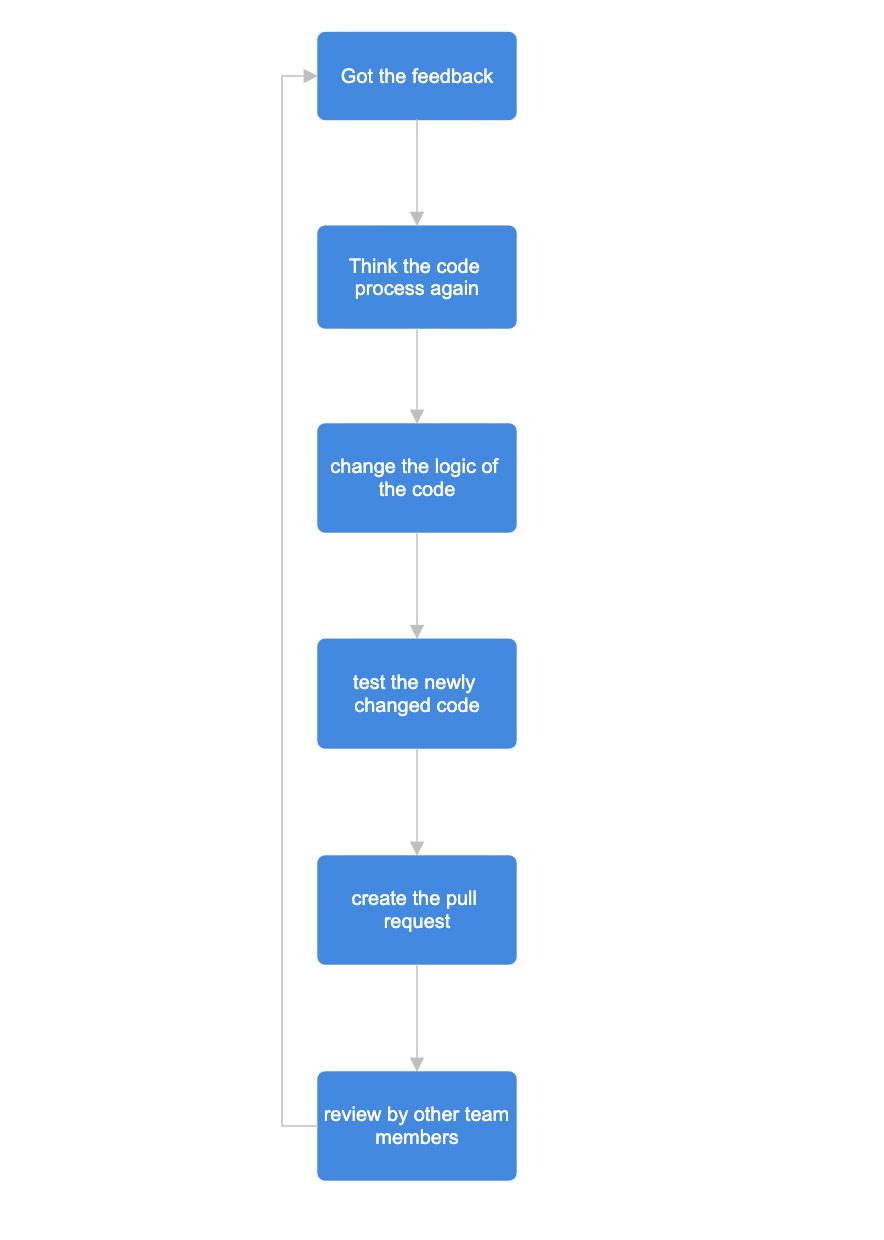 Got the feedback
Think the code
process again
change the logic of
the code
test the newly
changed code
create the pull
request
review by other team
members